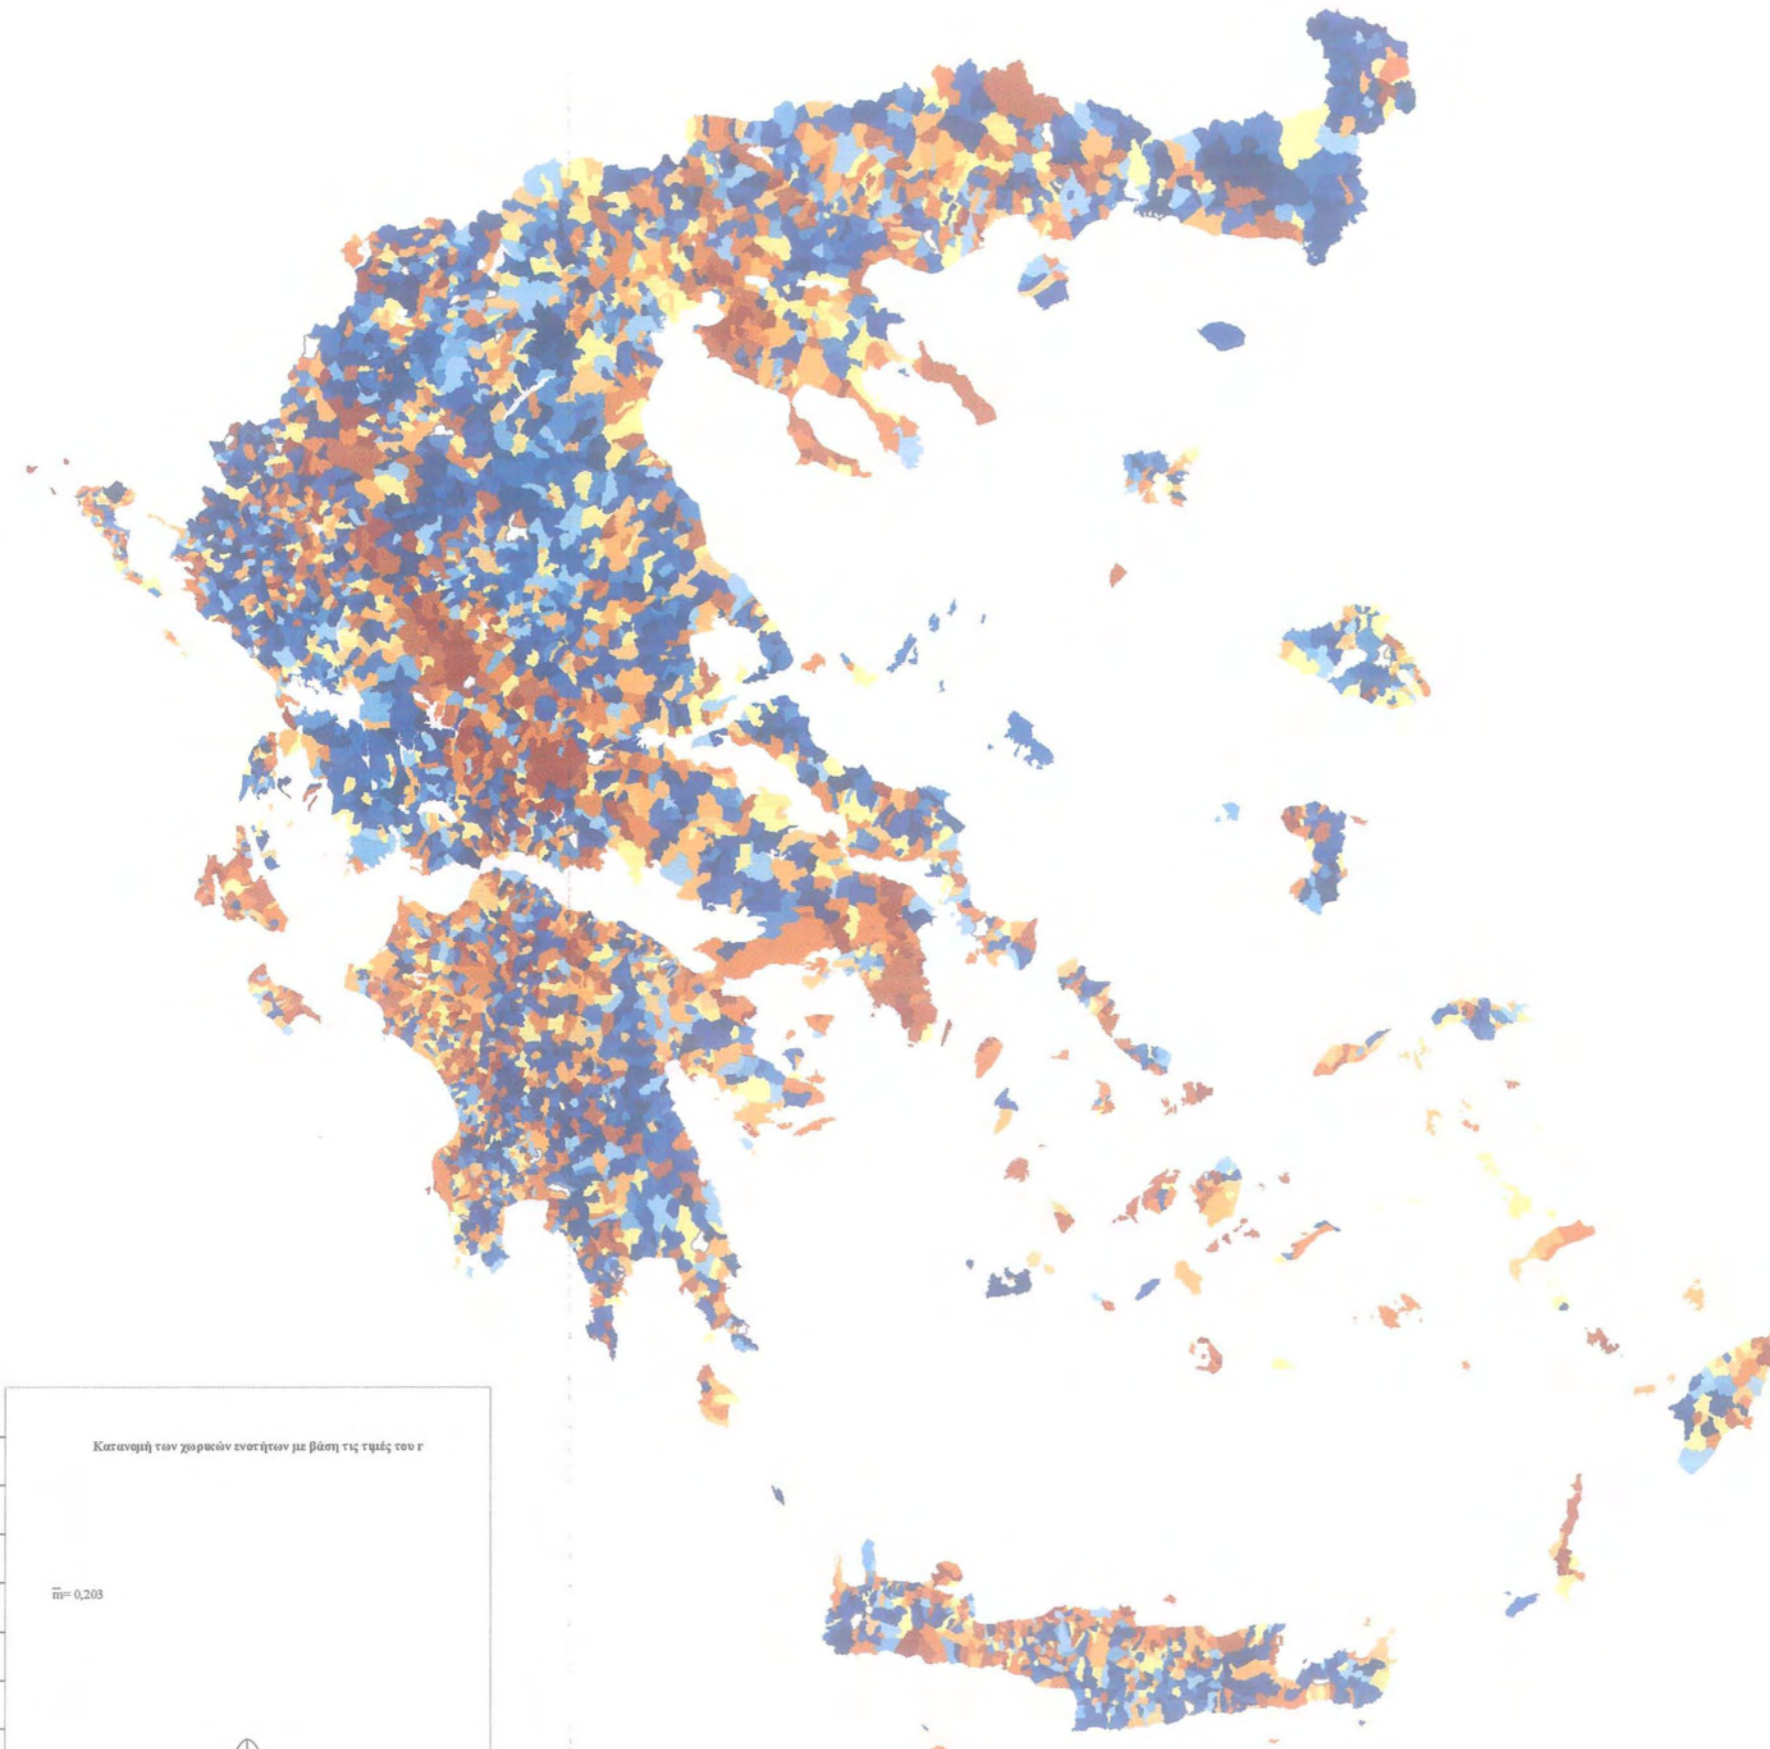 Κατανομή των χωρικών ενοτήτων με βάση τις τιμές του r
m̅= 0,203